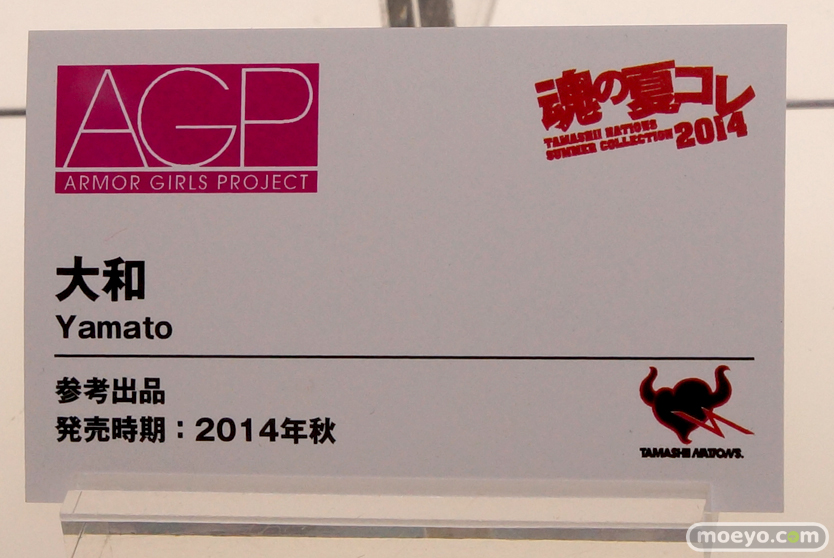 AGP
ARMOR GIRLS PROJECT
魂の夏コレ
TAMASHII NATIONS
SUMMER COLLECTION 2014
大和
Yamato
参考出品
発売時期：2014年秋
TAMASHII NATIONS.
moeyo.com